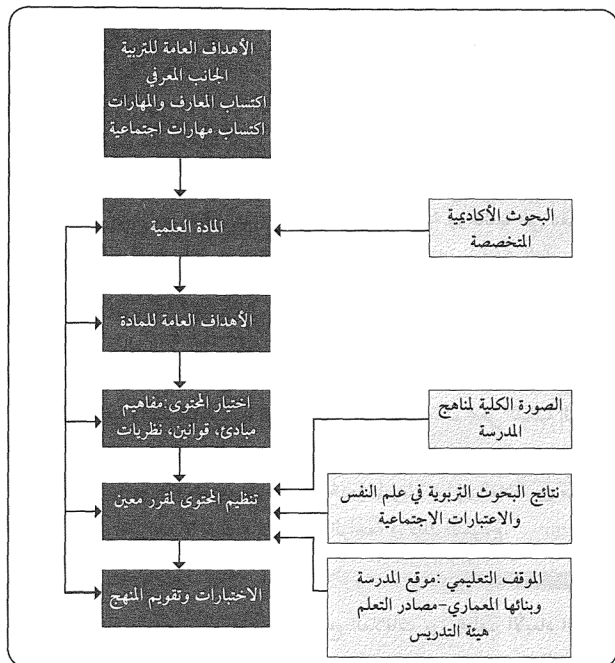 الأهداف العامة للتربية
الجانب المعرفي
اكتساب المعارف والمهارات
اكتساب مهارات اجتماعية
المادة العلمية
البحوث الأكاديمية
المتخصصة
الأهداف العامة للمادة
اختيار المحتوى:مفاهيم
مبادئ، قوانين، نظريات
الصورة الكلية لمناهج
المدرسة
تنظيم المحتوى لمقرر معين
نتائج البحوث التربوية في علم النفس
والاعتبارات الاجتماعية
الاختبارات وتقويم المنهج
الموقف التعليمي :موقع المدرسة
وبنائها المعماري-مصادر التعلم
هيئة التدريس